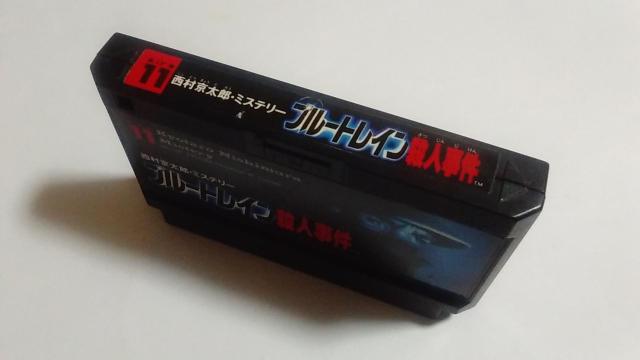 11
西村京太郎・ミステリー
ブルートレイン殺人事件
TM
11 Kyotaro Nishimura
Mystery
西村京太郎・ミステリー
ブルートレイン殺人事件